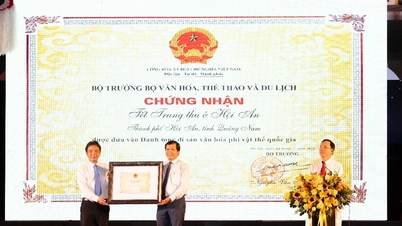 CỘNG HÒA XÃ HỘI CHỦ NGHĨA VIỆT NAM
Độc lập - Tự do - Hạnh phúc
BỘ TRƯỞNG BỘ VĂN HÓA, THỂ THAO VÀ DU LỊCH
CHỨNG NHẬN
Tết Trung thu ở Hội An
Thành phố Hội An, tỉnh Quảng Nam
được đưa vào Danh mục di sản văn hóa phi vật thể quốc gia
BỘ TRƯỞNG
Nguyễn Văn